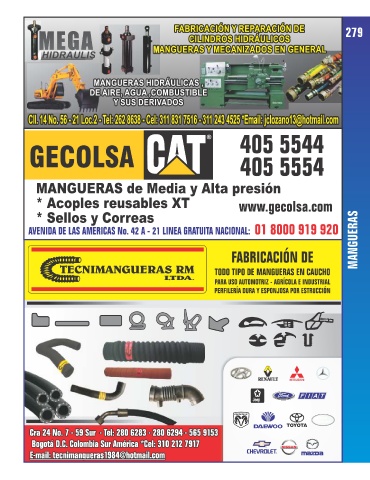 279
MANGUERAS
MEGA
HIDRAULIS
FABRICACIÓN Y REPARACIÓN DE
CILINDROS HIDRÁULICOS
MANGUERAS Y MECANIZADOS EN GENERAL
MANGUERAS HIDRÁULICAS,
DE AIRE, AGUA, COMBUSTIBLE
Y SUS DERIVADOS
Cll. 14 No. 56 - 21 Loc.2 - Tel: 262 8638 - Cel: 311 831 7516 - 311 243 4525 *Email: jclozano13@hotmail.com
GECOLSA CAT
405 5544
405 5554
MANGUERAS de Media y Alta presión
* Acoples reusables XT
* Sellos y Correas
www.gecolsa.com
AVENIDA DE LAS AMERICAS No. 42 A - 21 LINEA GRATUITA NACIONAL: 01 8000 919 920
TECNIMANGUERAS RM
LTDA.
FABRICACIÓN DE
TODO TIPO DE MANGUERAS EN CAUCHO
PARA USO AUTOMOTRIZ - AGRÍCOLA E INDUSTRIAL
PERFILERÍA DURA Y ESPONJOSA POR ESTRUCCIÓN
RENAULT
MITSUBISHI
Jeep
Ford
FIAT
DAEWOO
TOYOTA
CHEVROLET
NISSAN
mazda
Cra 24 No. 7 - 59 Sur - Tel: 280 6283 - 280 6294 - 565 9153
Bogotá D.C. Colombia Sur América *Cel: 310 212 7917
E-mail: tecnimangueras1984@hotmail.com